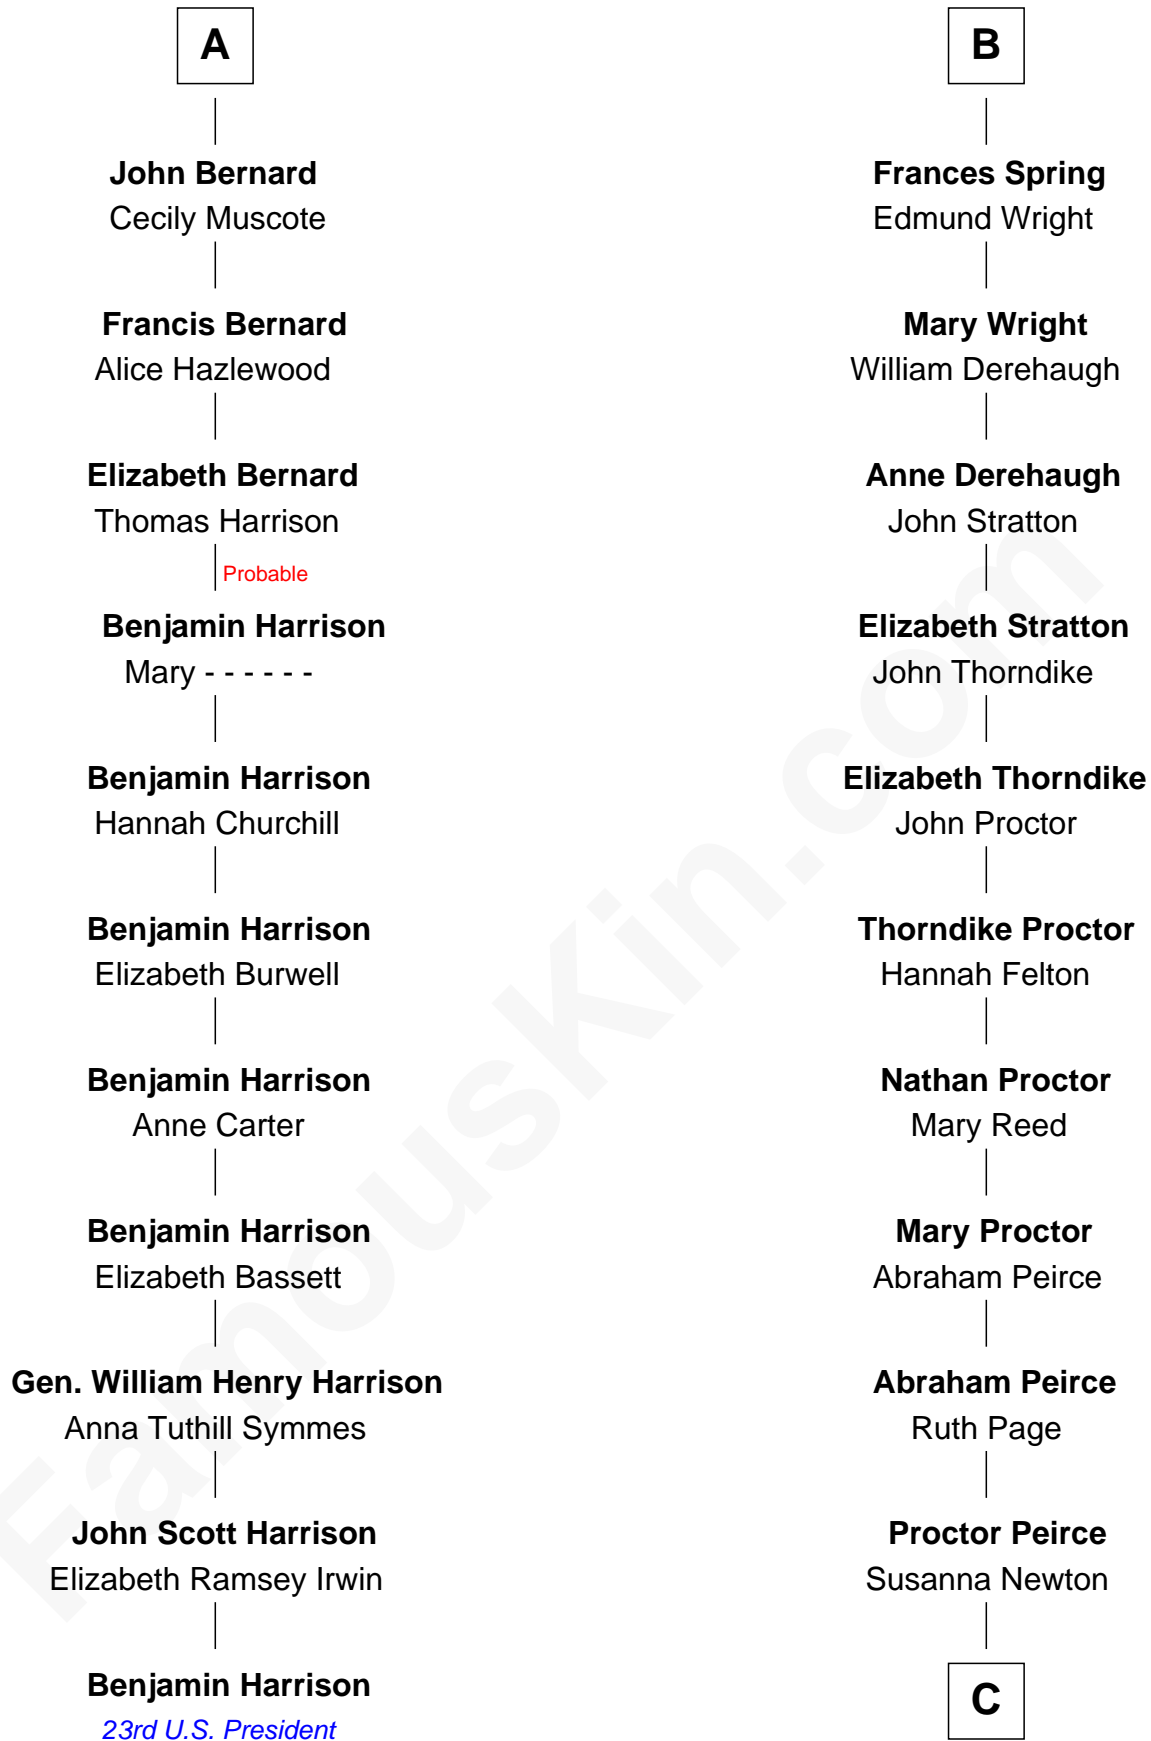 A
John Bernard
Cecily Muscote
Francis Bernard
Alice Hazlewood
Elizabeth Bernard
Thomas Harrison
Probable
Benjamin Harrison
Mary - - - - - -
Benjamin Harrison
Hannah Churchill
Benjamin Harrison
Elizabeth Burwell
Benjamin Harrison
Anne Carter
Benjamin Harrison
Elizabeth Bassett
Gen. William Henry Harrison
Anna Tuthill Symmes
John Scott Harrison
Elizabeth Ramsey Irwin
Benjamin Harrison
23rd U.S. President
B
Frances Spring
Edmund Wright
Mary Wright
William Derehaugh
Anne Derehaugh
John Stratton
Elizabeth Stratton
John Thorndike
Elizabeth Thorndike
John Proctor
Thorndike Proctor
Hannah Felton
Nathan Proctor
Mary Reed
Mary Proctor
Abraham Peirce
Abraham Peirce
Ruth Page
Proctor Peirce
Susanna Newton
C
FamousKin.com